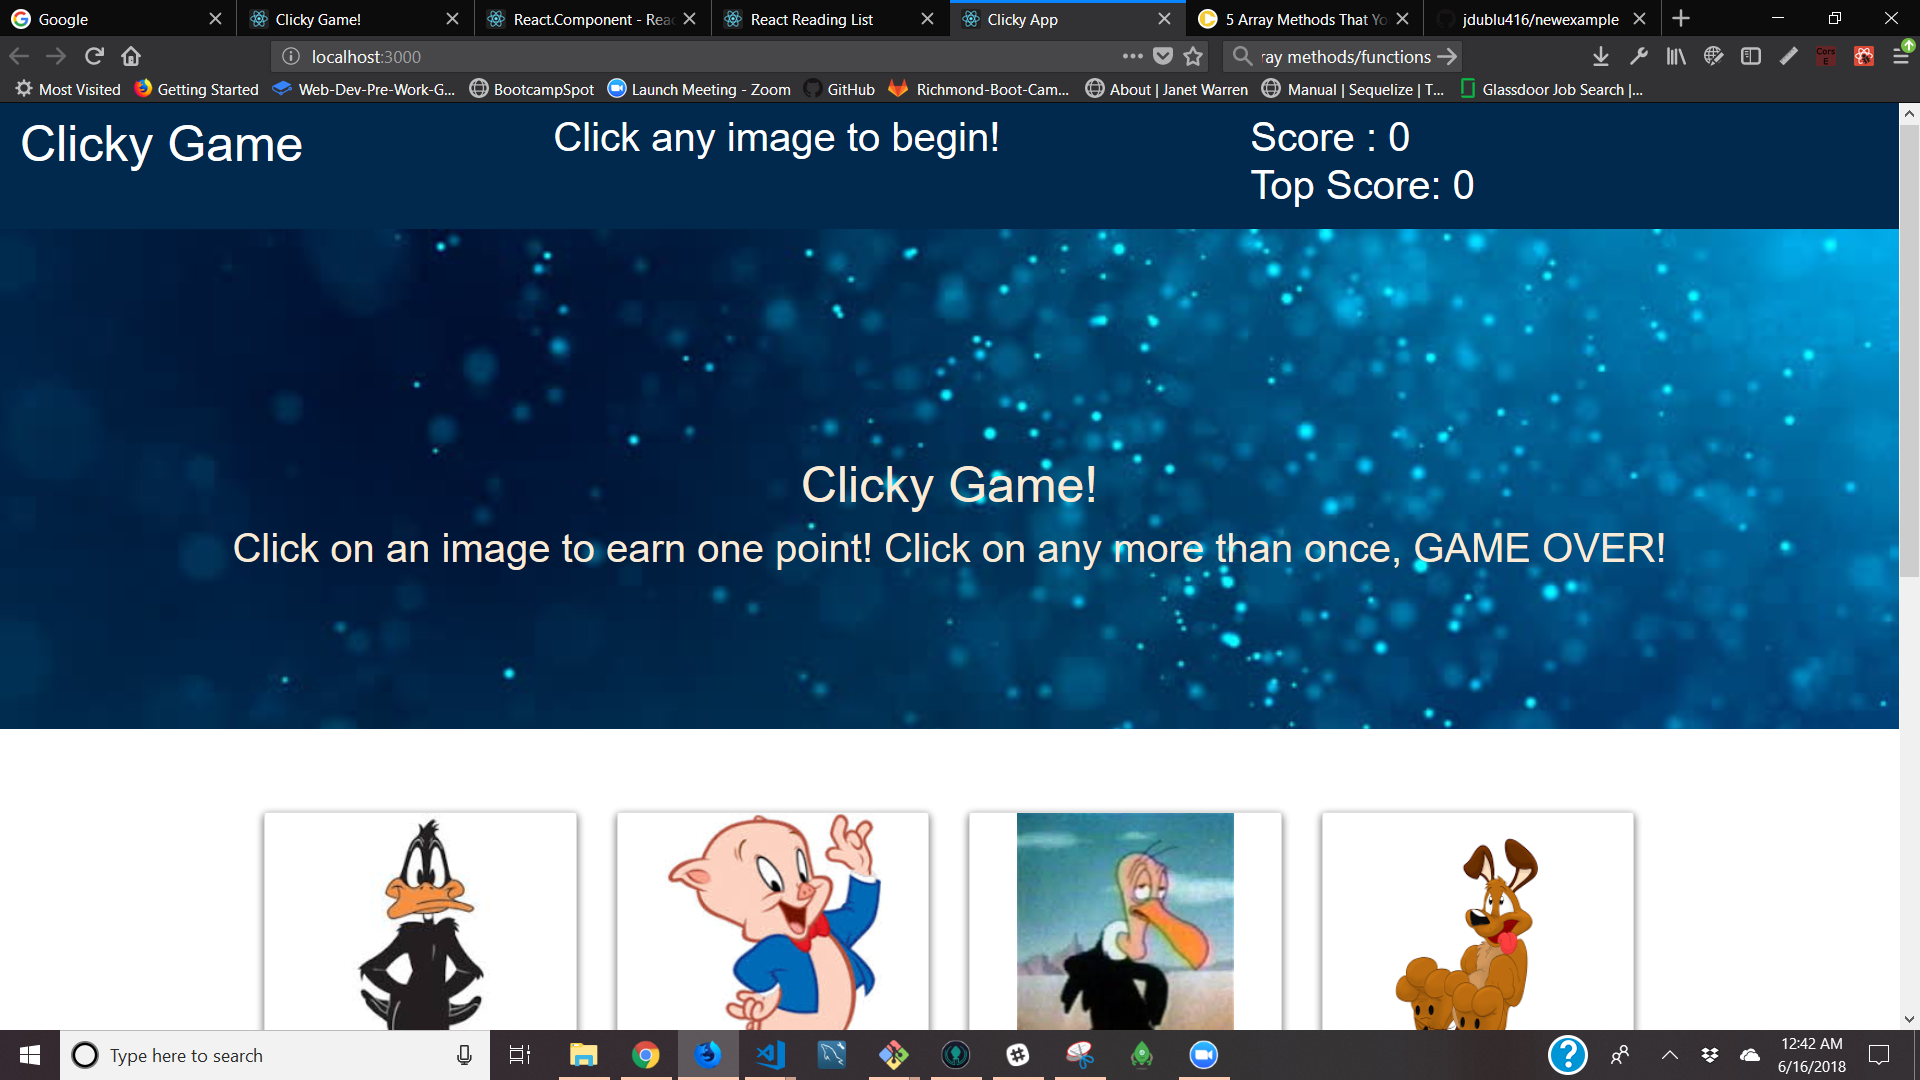 Google
Clicky Game!
React.Component - Rea
React Reading List
Clicky App
5 Array Methods That Yo
jdublu416/newexample
localhost:3000
ray methods/functions
Cors
E
Most Visited
Getting Started
Web-Dev-Pre-Work-G...
BootcampSpot
Launch Meeting - Zoom
GitHub
Richmond-Boot-Cam...
About | Janet Warren
Manual | Sequelize | T...
Glassdoor Job Search |...
Clicky Game
Click any image to begin!
Score : 0
Top Score: 0
Clicky Game!
Click on an image to earn one point! Click on any more than once, GAME OVER!
Type here to search
12:42 AM
6/16/2018